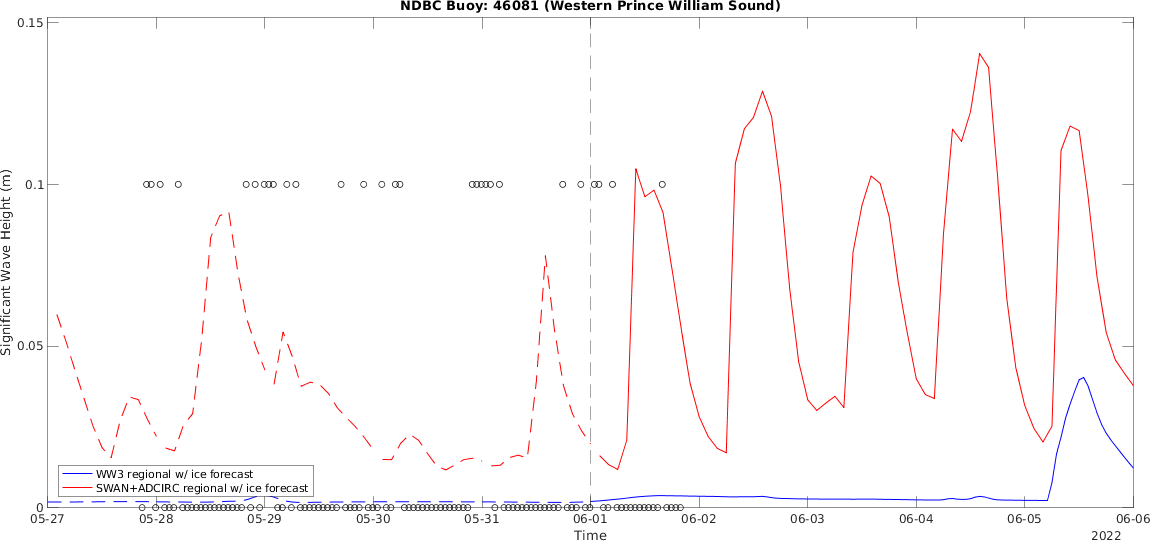 NDBC Buoy: 46081 (Western Prince William Sound)
0.15
0.1
0.05
0
Significant Wave Height (m)
WW3 regional w/ ice forecast
SWAN+ADCIRC regional w/ ice forecast
05-27 05-28 05-29 05-30 05-31 06-01 06-02 06-03 06-04 06-05 06-06
Time
2022